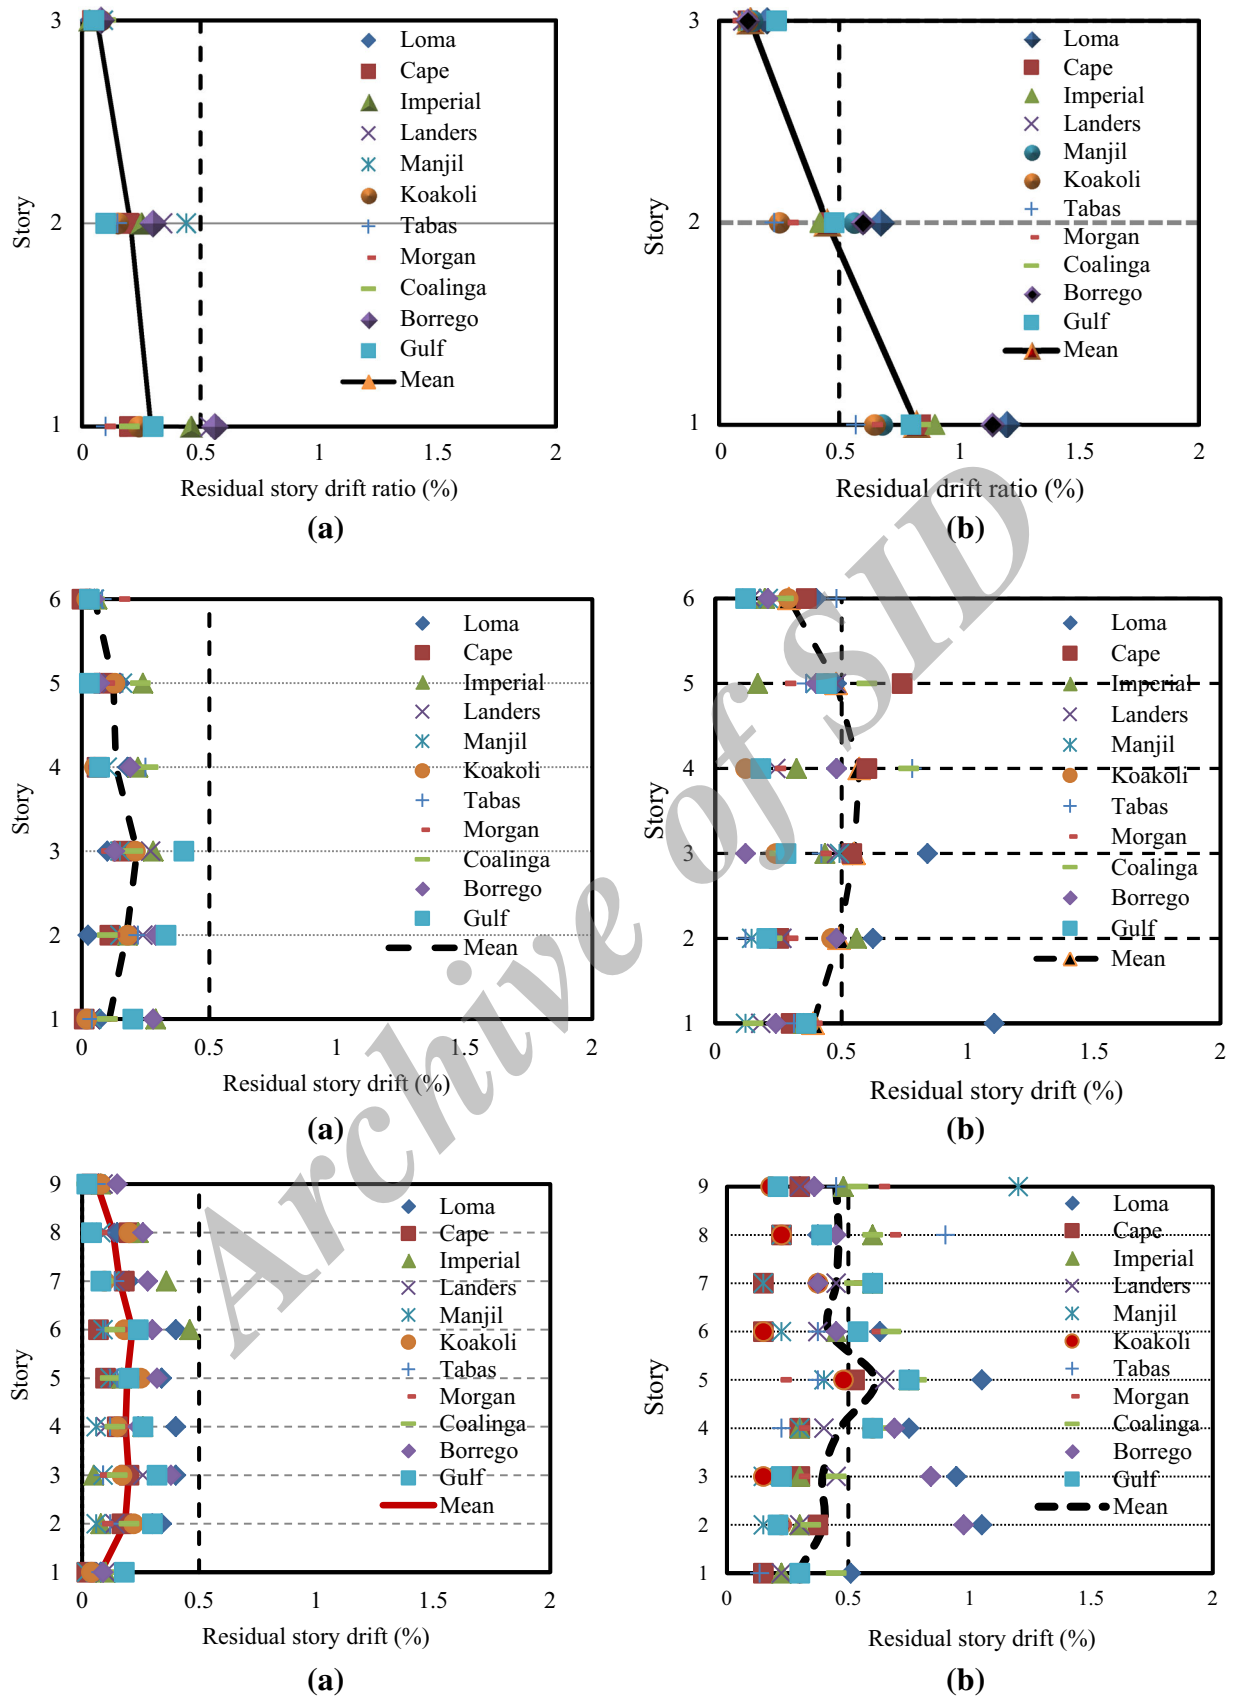 3
2
1
Story
0
0.5
1
1.5
2
Residual story drift ratio (%)
Loma
Cape
Imperial
Landers
Manjil
Koakoli
Tabas
Morgan
Coalinga
Borrego
Gulf
Mean
(a)
3
2
1
Story
0
0.5
1
1.5
2
Residual drift ratio (%)
Loma
Cape
Imperial
Landers
Manjil
Koakoli
Tabas
Morgan
Coalinga
Borrego
Gulf
Mean
(b)
6
5
4
3
2
1
Story
0
0.5
1
1.5
2
Residual story drift (%)
Loma
Cape
Imperial
Landers
Manjil
Koakoli
Tabas
Morgan
Coalinga
Borrego
Gulf
Mean
(a)
6
5
4
3
2
1
Story
0
0.5
1
1.5
2
Residual story drift (%)
Loma
Cape
Imperial
Landers
Manjil
Koakoli
Tabas
Morgan
Coalinga
Borrego
Gulf
Mean
(b)
9
8
7
6
5
4
3
2
1
Story
0
0.5
1
1.5
2
Residual story drift (%)
Loma
Cape
Imperial
Landers
Manjil
Koakoli
Tabas
Morgan
Coalinga
Borrego
Gulf
Mean
(a)
9
8
7
6
5
4
3
2
1
Story
0
0.5
1
1.5
2
Residual story drift (%)
Loma
Cape
Imperial
Landers
Manjil
Koakoli
Tabas
Morgan
Coalinga
Borrego
Gulf
Mean
(b)
Archive of SID